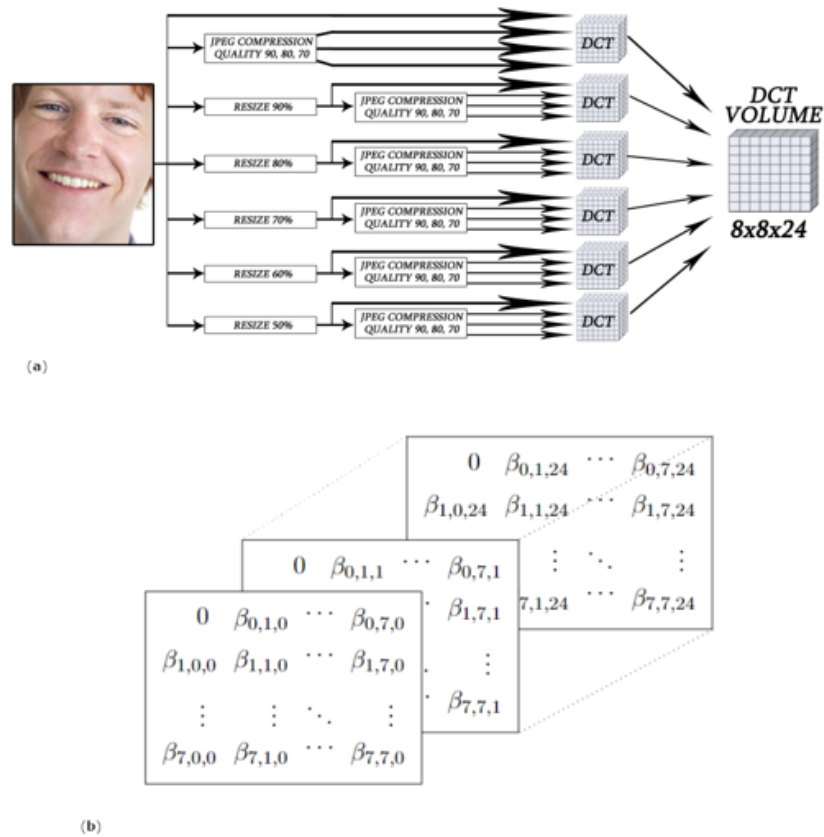 JPEG COMPRESSION
QUALITY 90, 80, 70
DCT
RESIZE 90%
JPEG COMPRESSION
QUALITY 90, 80, 70
DCT
DCT
VOLUME
RESIZE 80%
JPEG COMPRESSION
QUALITY 90, 80, 70
DCT
RESIZE 70%
JPEG COMPRESSION
QUALITY 90, 80, 70
DCT
8x8x24
RESIZE 60%
JPEG COMPRESSION
QUALITY 90, 80, 70
DCT
RESIZE 50%
JPEG COMPRESSION
QUALITY 90, 80, 70
DCT
(a)
0 β0,1,24 ⋯ β0,7,24
β1,0,24 β1,1,24 ⋯ β1,7,24
⋮ ⋱ ⋮
7,1,24 ⋯ β7,7,24
0 β0,1,1 ⋯ β0,7,1
β1,7,1
⋮
β7,7,1
0 β0,1,0 ⋯ β0,7,0
β1,0,0 β1,1,0 ⋯ β1,7,0
⋮ ⋮ ⋱ ⋮
β7,0,0 β7,1,0 ⋯ β7,7,0
(b)